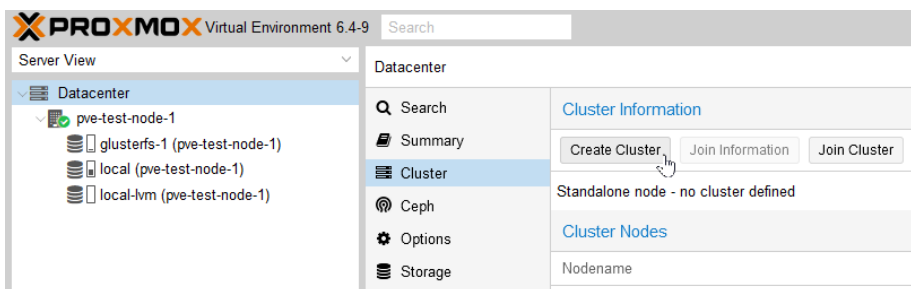 PROXMOX Virtual Environment 6.4-9 Search
Server View
Datacenter
pve-test-node-1
glusterfs-1 (pve-test-node-1)
local (pve-test-node-1)
local-lvm (pve-test-node-1)
Datacenter
Search
Summary
Cluster
Ceph
Options
Storage
Cluster Information
Create Cluster Join Information Join Cluster
Standalone node - no cluster defined
Cluster Nodes
Nodename